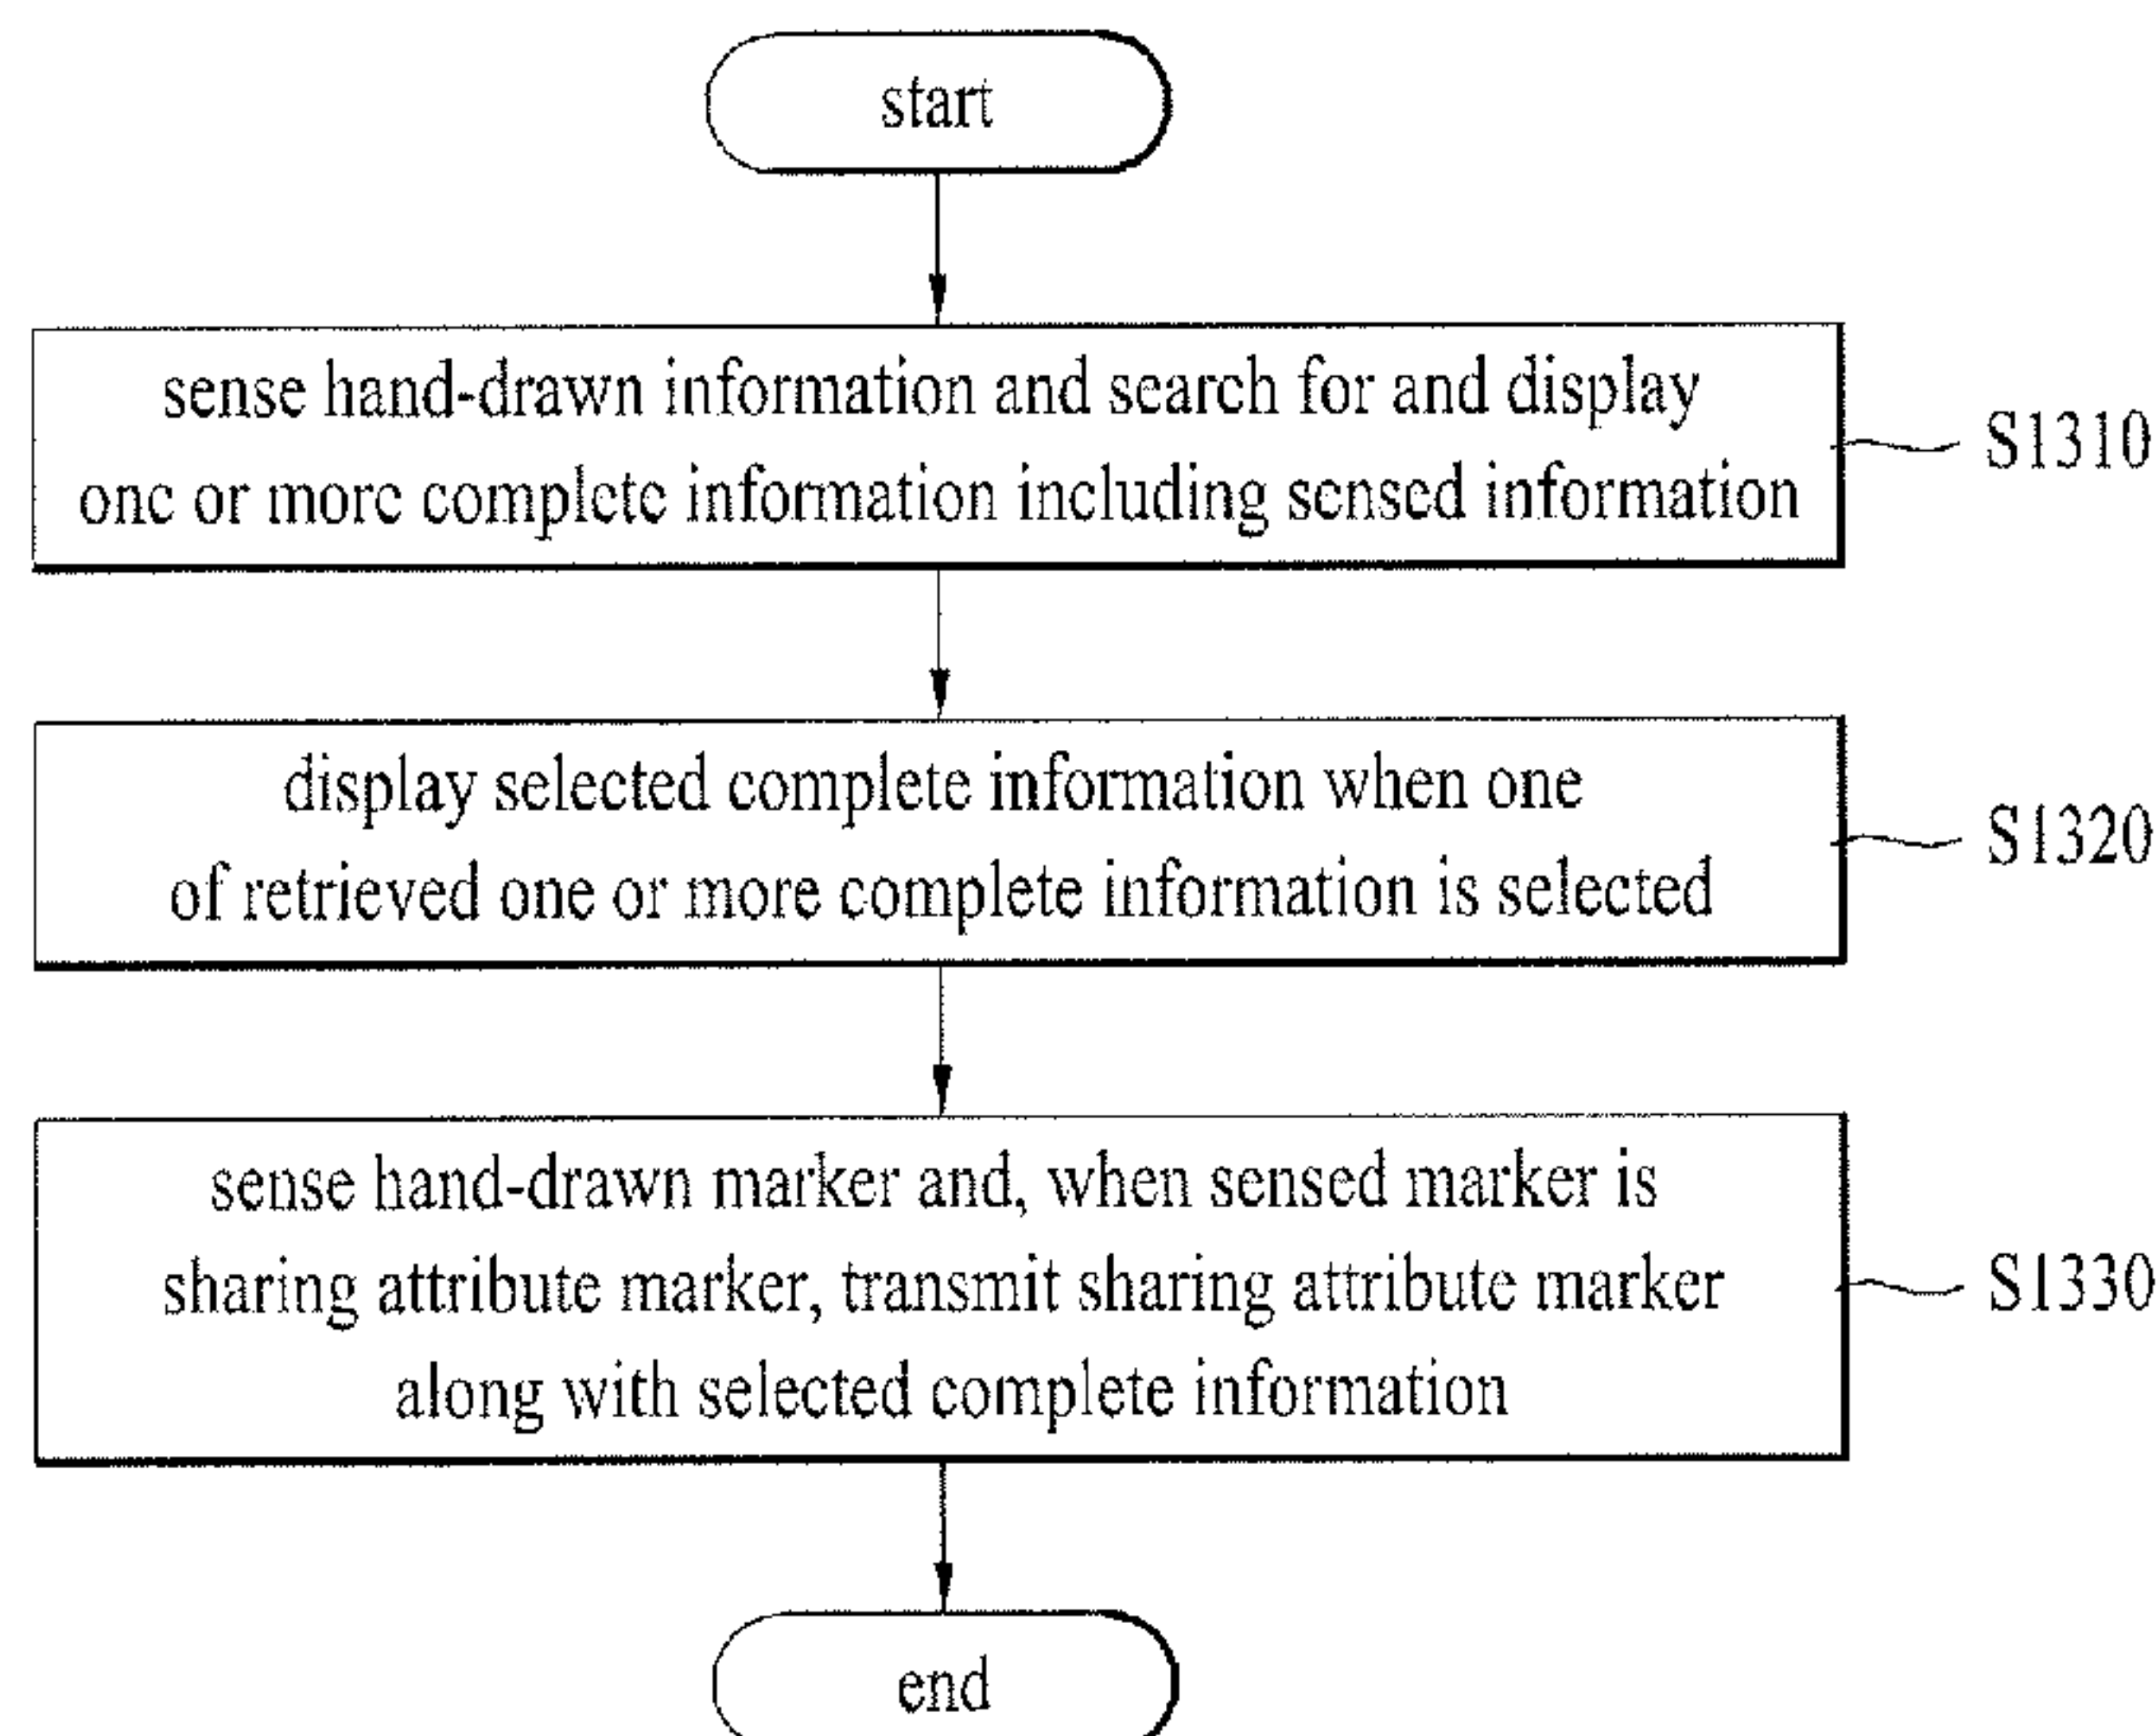 start
sense hand-drawn information and search for and display
one or more complete information including sensed information
S1310
display selected complete information when one
of retrieved one or more complete information is selected
S1320
sense hand-drawn marker and, when sensed marker is
sharing attribute marker, transmit sharing attribute marker
along with selected complete information
S1330
end